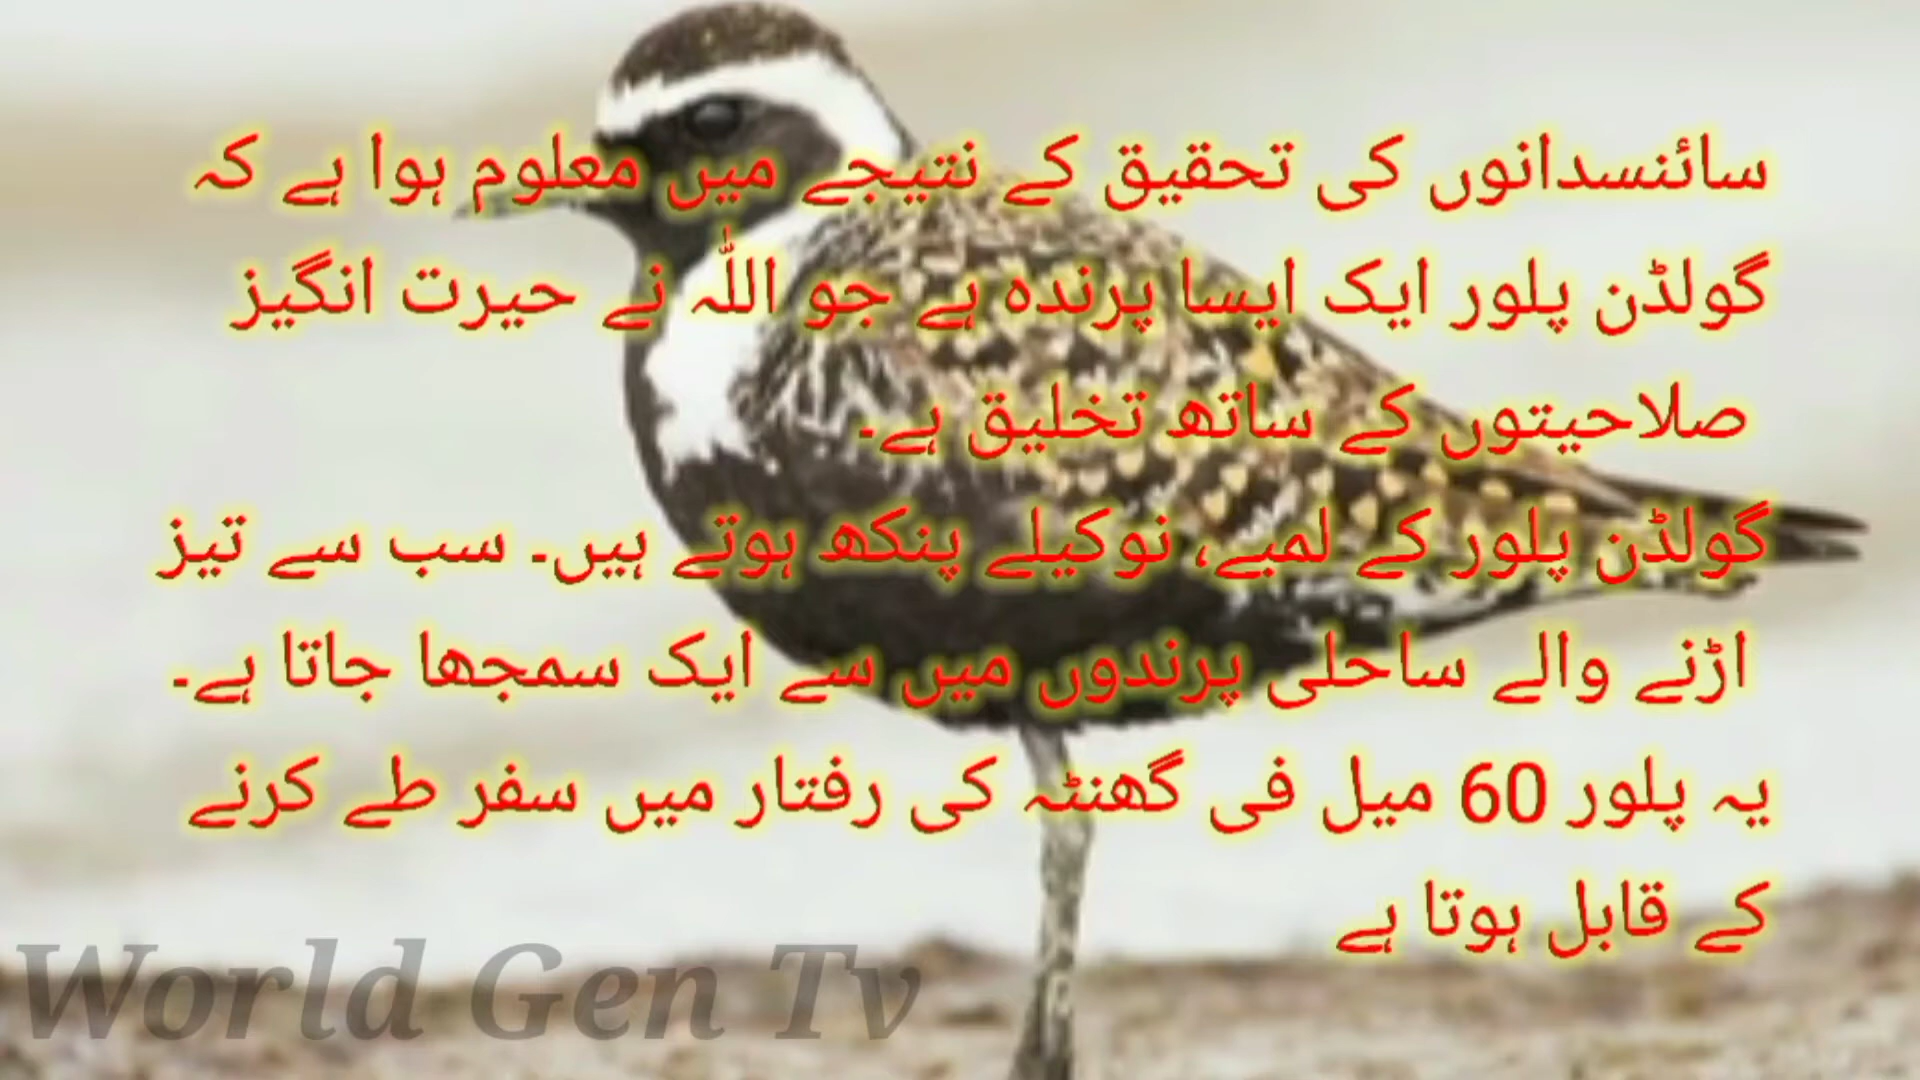 سائنسدانوں کی تحقیق کے نتیجے میں معلوم ہوا ہے کہ
گولڈن پلور ایک ایسا پرندہ ہے جو اللہ نے حیرت انگیز
صلاحیتوں کے ساتھ تخلیق ہے۔
گولڈن پلور کے لمبے، نوکیلے پنکھ ہوتے ہیں۔ سب سے تیز
اڑنے والے ساحلی پرندوں میں سے ایک سمجھا جاتا ہے۔
یہ پلور 60 میل فی گھنٹہ کی رفتار میں سفر طے کرنے
کے قابل ہوتا ہے
World Gen Tv